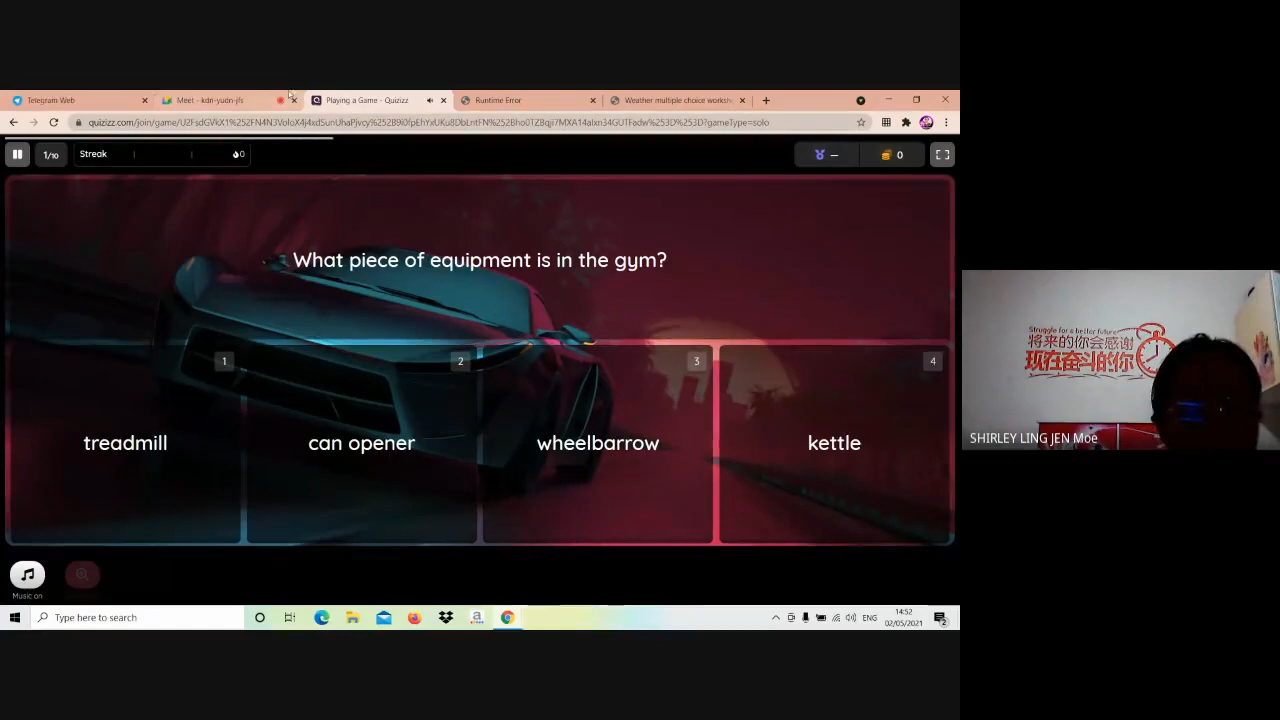 Telegram Web
Meet - kdn-yudn-jfs
Playing a Game - Quizizz
Runtime Error
Weather multiple choice worksh
1/10
Streak
0
0
What piece of equipment is in the gym?
1
2
3
4
treadmill
can opener
wheelbarrow
kettle
Music on
Type here to search
ENG
14:52
02/05/2021
2
Struggle for a better future
将来的你会感谢
现在奋斗的你
SHIRLEY LING JEN Moe